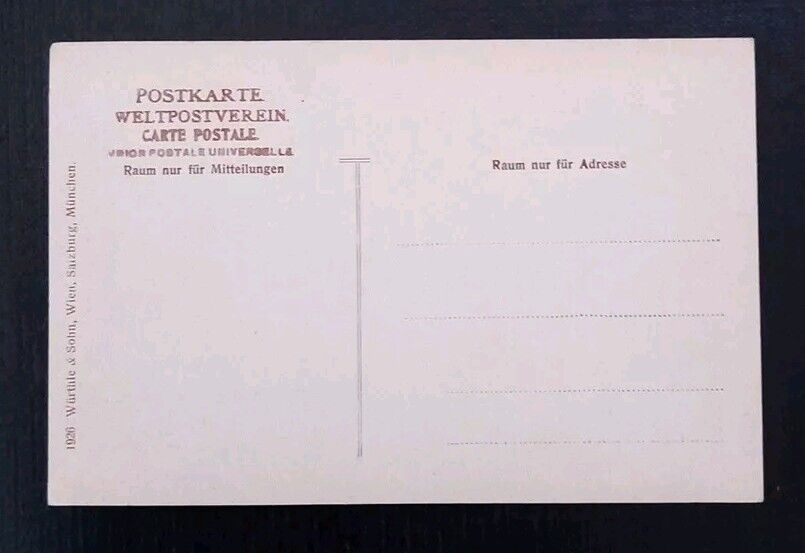 POSTKARTE
WELTPOSTVEREIN.
CARTE POSTALE.
UNION POSTALE UNIVERSELLE
Raum nur für Mitteilungen
Raum nur für Adresse
1926 Würthle & Sohn, Wien, Salzburg, München.